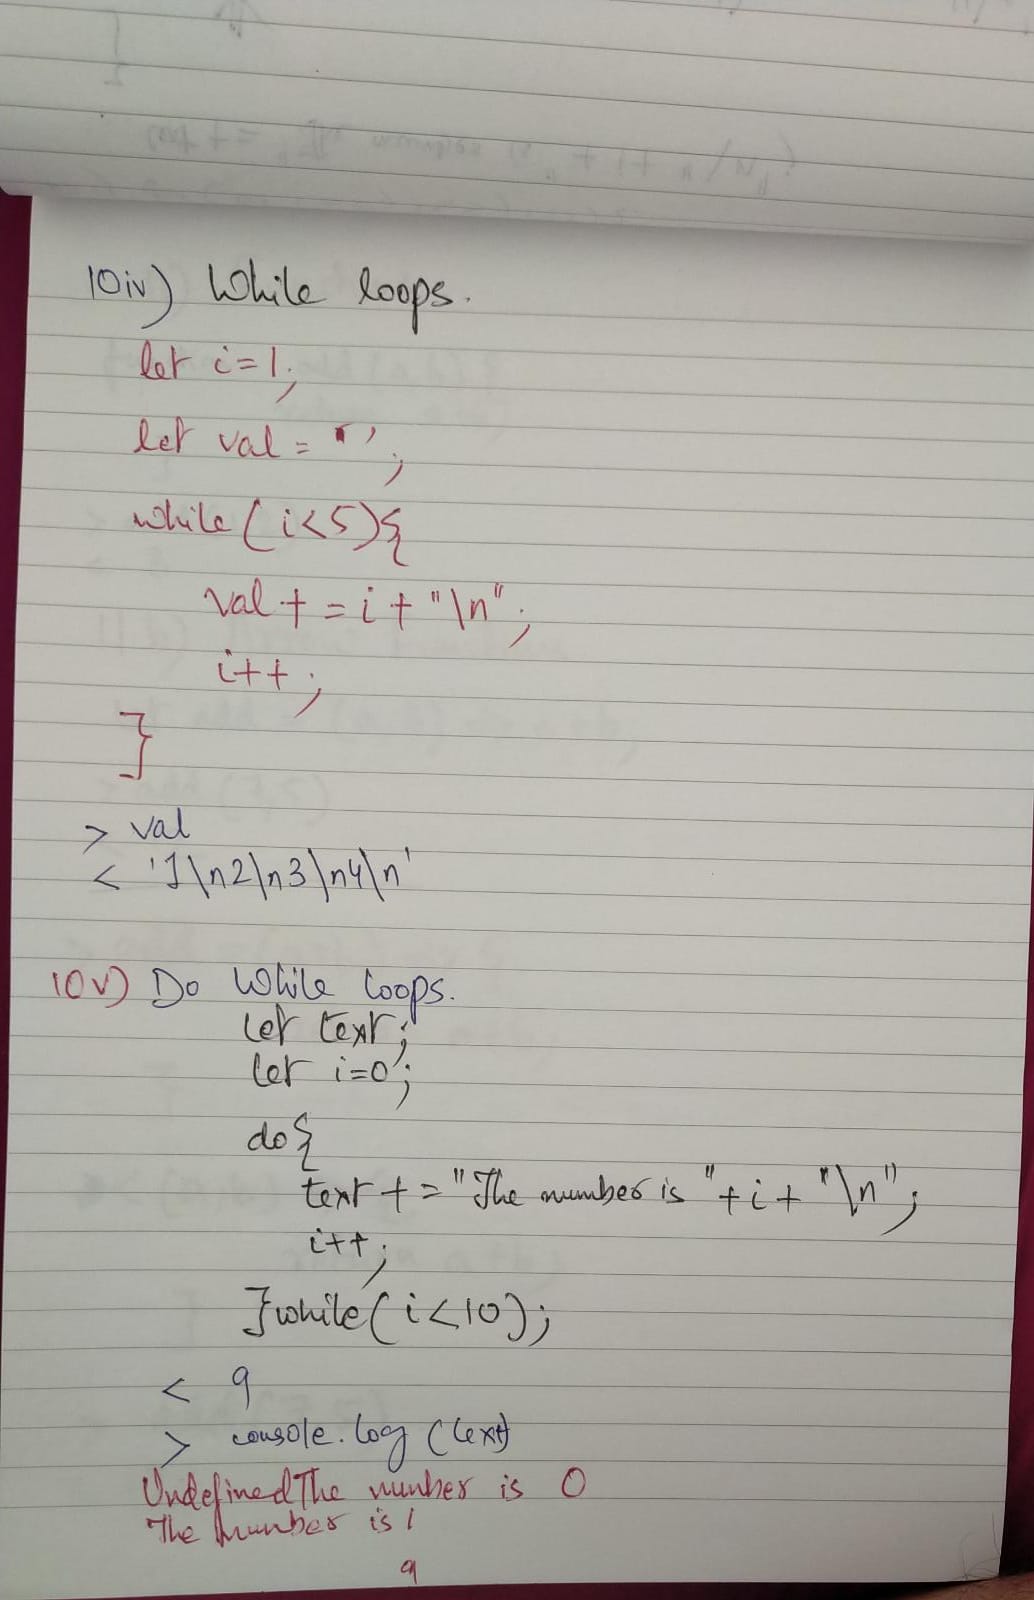 10iv) While loops.
let i=1;
let val = '';
while(i<5){
val += i + "\n";
i++;
}
> val
< '1\n2\n3\n4\n'
10v) Do While loops.
let text;
let i=0;
do{
text += "The number is "+i+"\n";
i++;
}while(i<10);
< 9
> console.log(text)
UndefinedThe number is 0
The number is 1
9